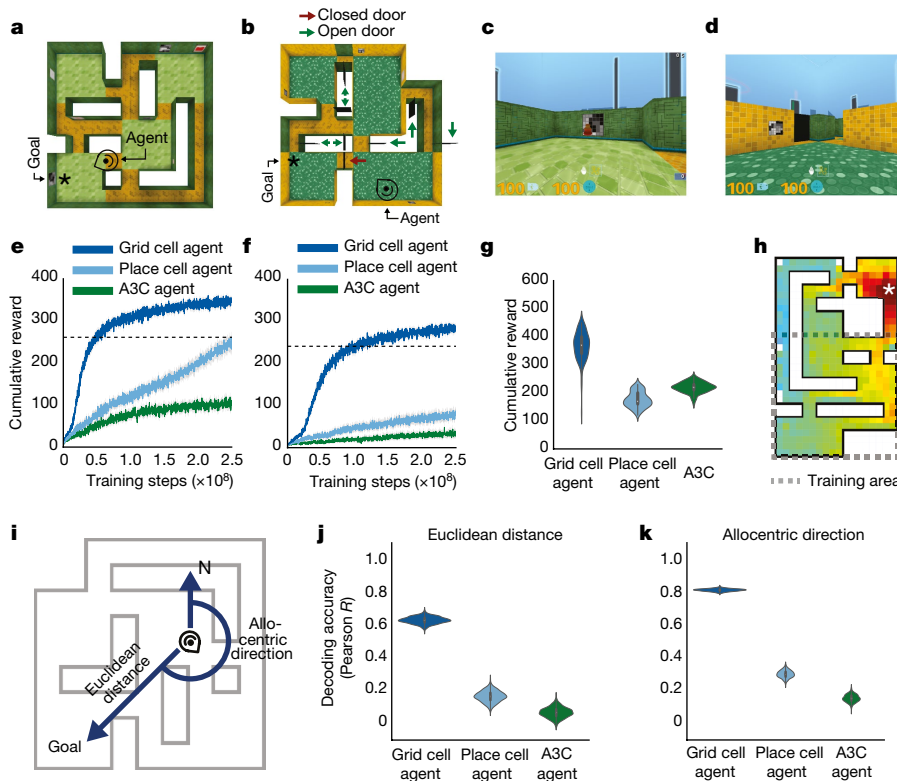 a
b
Closed door
Open door
c
d
Goal
Agent
Goal
Agent
100
100
100
100
e
Grid cell agent
Place cell agent
A3C agent
f
Grid cell agent
Place cell agent
A3C agent
g
h
Cumulative reward
400
300
200
100
0
0 0.5 1.0 1.5 2.0 2.5
Training steps (×10⁸)
400
300
200
100
0
0 0.5 1.0 1.5 2.0 2.5
Training steps (×10⁸)
Cumulative reward
600
500
400
300
200
100
0
Grid cell
agent
Place cell
agent
A3C
*
Training area
i
N
Allo-
centric
direction
Euclidean
distance
Goal
j
Euclidean distance
Decoding accuracy
(Pearson R)
1.0
0.8
0.6
0.4
0.2
0
Grid cell
agent
Place cell
agent
A3C
agent
k
Allocentric direction
1.0
0.8
0.6
0.4
0.2
0
Grid cell
agent
Place cell
agent
A3C
agent